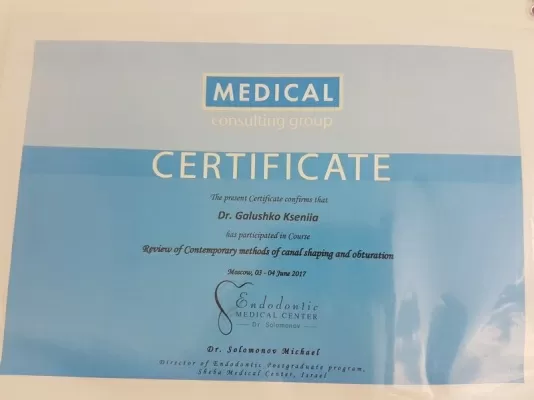 MEDICAL
consulting group
CERTIFICATE
The present Certificate confirms that
Dr. Galushko Kseniia
has participated in Course
Review of Contemporary methods of canal shaping and obturation
Moscow, 03 - 04 June 2017
Endodontic
MEDICAL CENTER
Dr. Solomonov
Dr. Solomonov Michael
Director of Endodontic Postgraduate program,
Sheba Medical Center, Israel